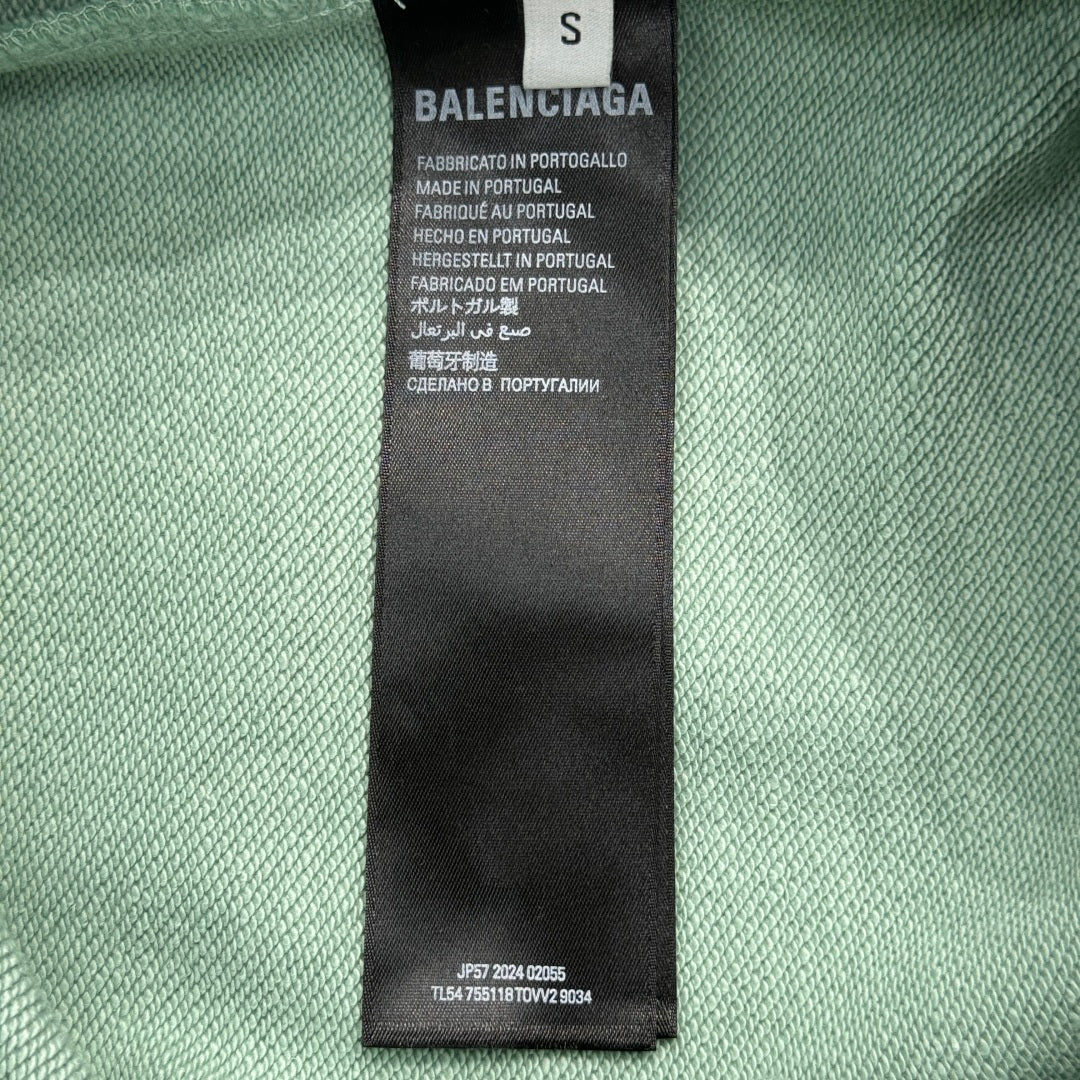 S
BALENCIAGA
FABBRICATO IN PORTOGALLO
MADE IN PORTUGAL
FABRIQUÉ AU PORTUGAL
HECHO EN PORTUGAL
HERGESTELLT IN PORTUGAL
FABRICADO EM PORTUGAL
ポルトガル製
صنع في البرتغال
葡萄牙制造
СДЕЛАНО В ПОРТУГАЛИИ
JP57 2024 02055
TL54 755118TOVV2 9034